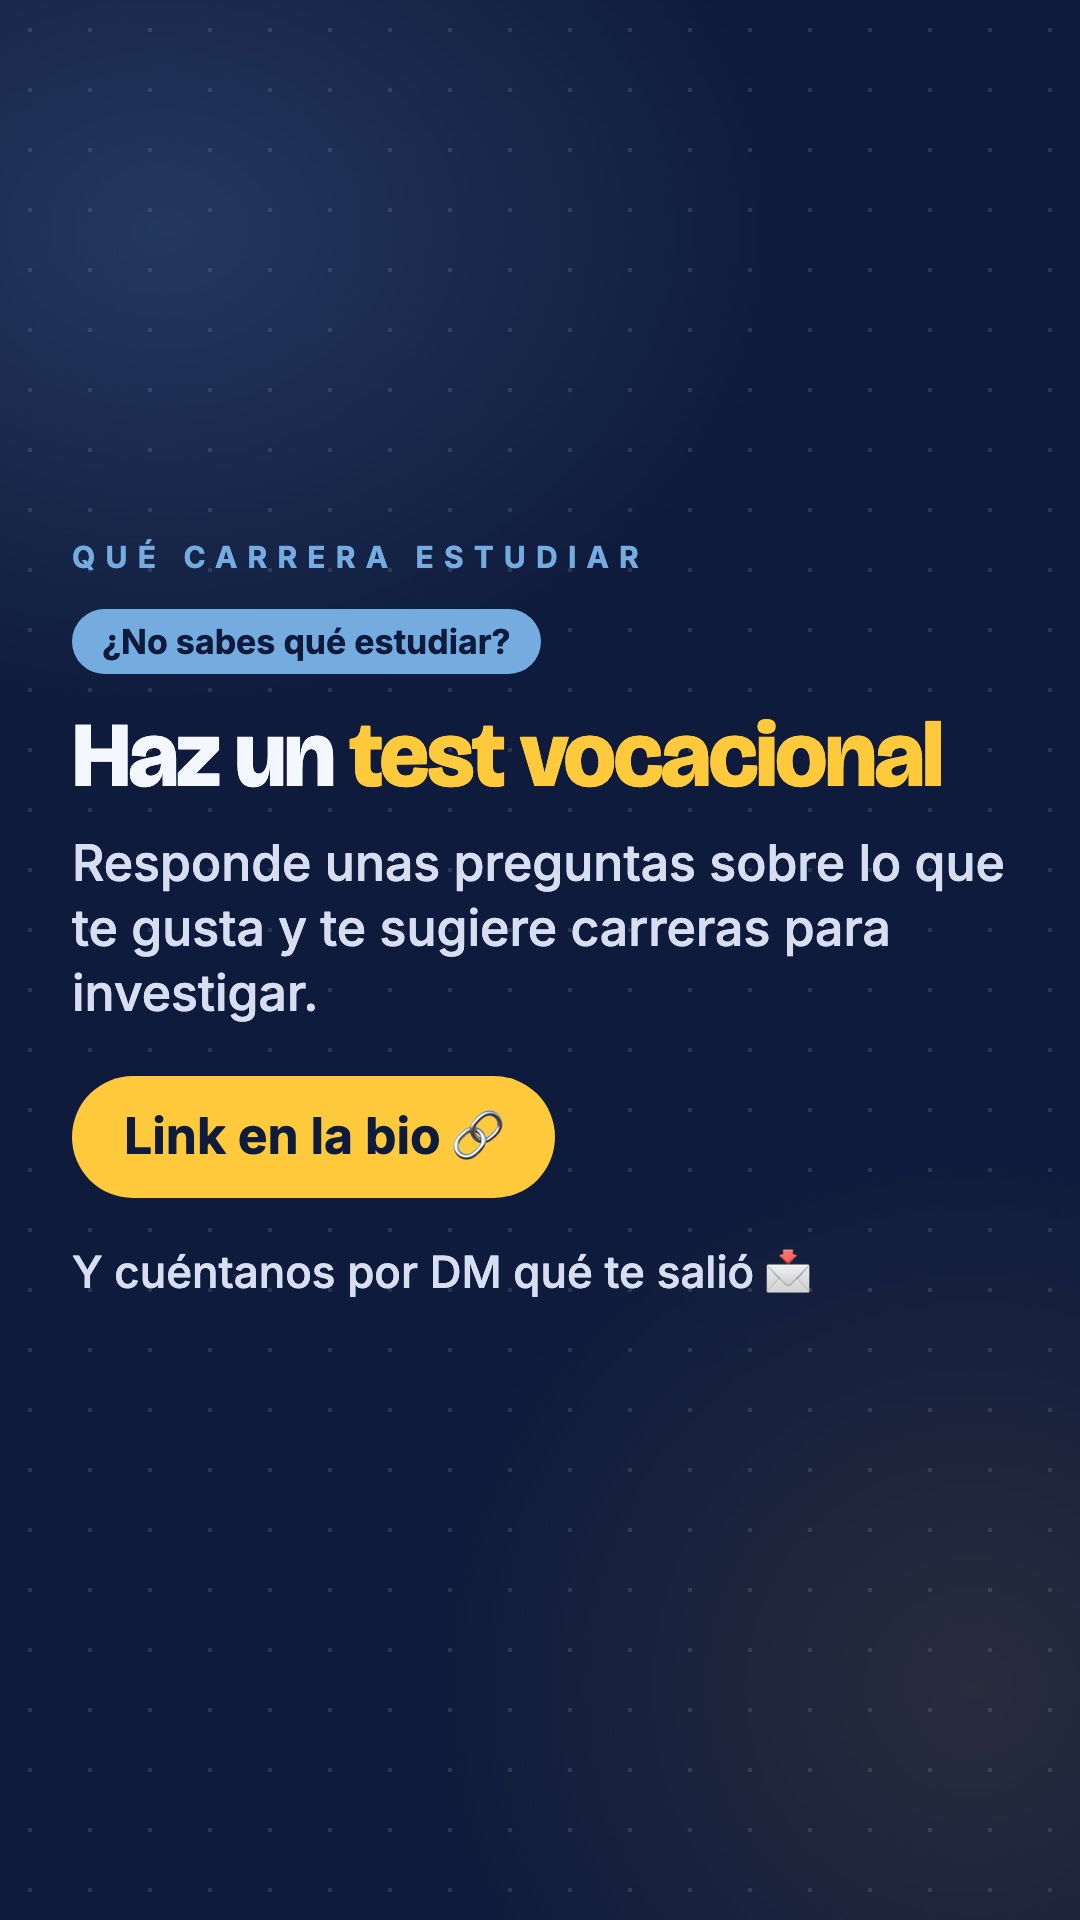 QUÉ CARRERA ESTUDIAR
¿No sabes qué estudiar?
Haz un test vocacional
Responde unas preguntas sobre lo que
te gusta y te sugiere carreras para
investigar.
Link en la bio 🔗
Y cuéntanos por DM qué te salió 📩